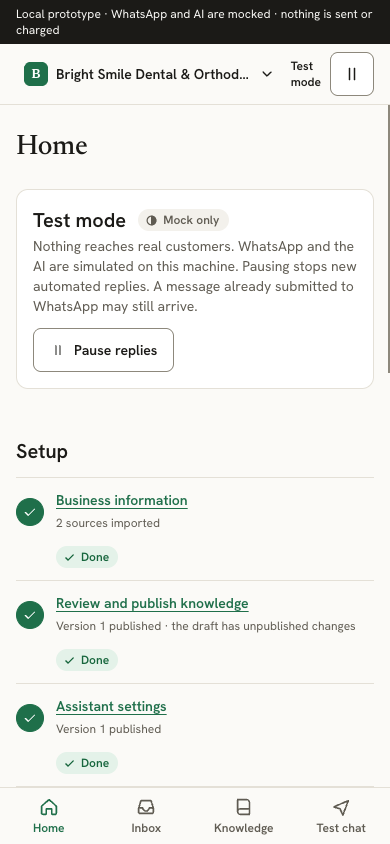 Local prototype · WhatsApp and AI are mocked · nothing is sent or
charged
B
Bright Smile Dental & Orthod...
Test
mode
Home
Test mode
Mock only
Nothing reaches real customers. WhatsApp and the
AI are simulated on this machine. Pausing stops new
automated replies. A message already submitted to
WhatsApp may still arrive.
Pause replies
Setup
Business information
2 sources imported
Done
Review and publish knowledge
Version 1 published · the draft has unpublished changes
Done
Assistant settings
Version 1 published
Done
Home
Inbox
Knowledge
Test chat